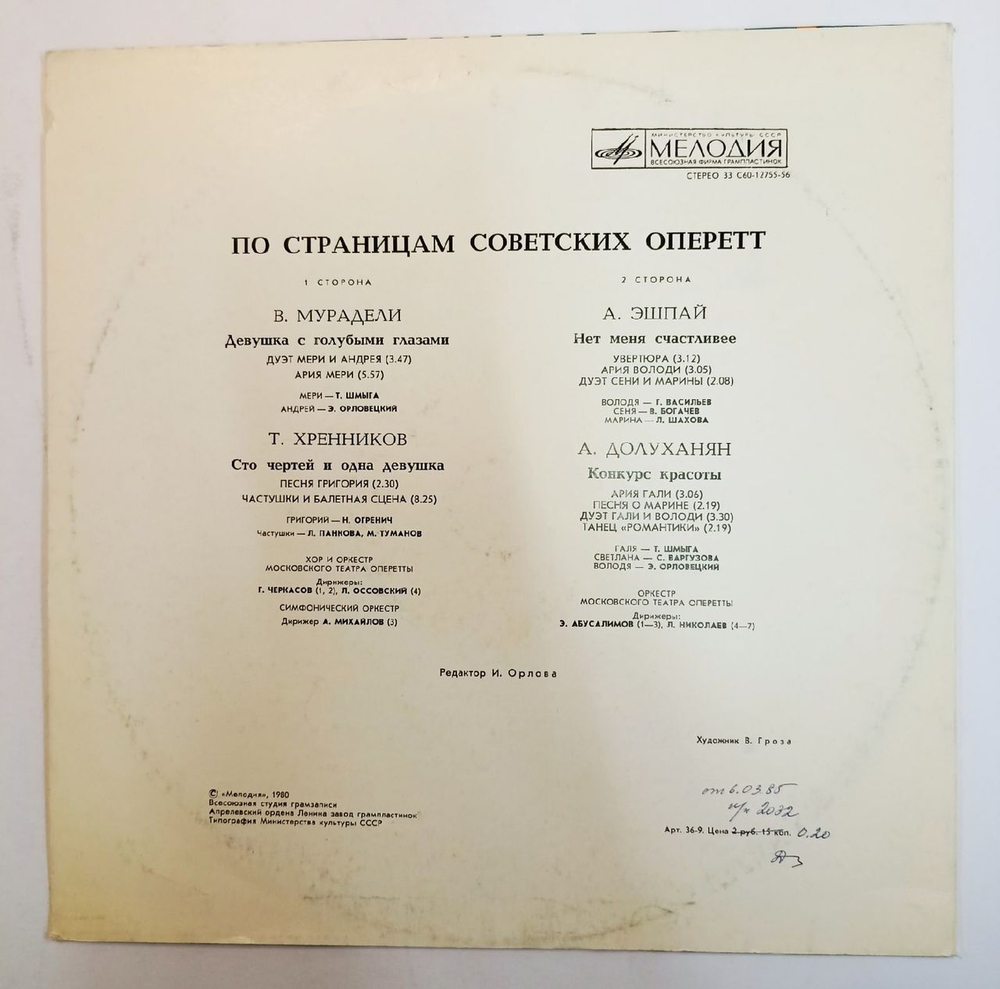 МИНИСТЕРСТВО КУЛЬТУРЫ СССР
МЕЛОДИЯ
ВСЕСОЮЗНАЯ ФИРМА ГРАМПЛАСТИНОК
СТЕРЕО 33 С60-12755-56
ПО СТРАНИЦАМ СОВЕТСКИХ ОПЕРЕТТ
1 СТОРОНА
В. МУРАДЕЛИ
Девушка с голубыми глазами
ДУЭТ МЕРИ И АНДРЕЯ (3.47)
АРИЯ МЕРИ (5.57)
МЕРИ — Т. ШМЫГА
АНДРЕЙ — Э. ОРЛОВЕЦКИЙ
Т. ХРЕННИКОВ
Сто чертей и одна девушка
ПЕСНЯ ГРИГОРИЯ (2.30)
ЧАСТУШКИ И БАЛЕТНАЯ СЦЕНА (8.25)
ГРИГОРИЙ — Н. ОГРЕНИЧ
Частушки — Л. ПАНКОВА, М. ТУМАНОВ
ХОР И ОРКЕСТР
МОСКОВСКОГО ТЕАТРА ОПЕРЕТТЫ
Дирижеры:
Г. ЧЕРКАСОВ (1, 2), Л. ОССОВСКИЙ (4)
СИМФОНИЧЕСКИЙ ОРКЕСТР
Дирижер А. МИХАЙЛОВ (3)
2 СТОРОНА
А. ЭШПАЙ
Нет меня счастливее
УВЕРТЮРА (3.12)
АРИЯ ВОЛОДИ (3.05)
ДУЭТ СЕНИ И МАРИНЫ (2.08)
ВОЛОДЯ — Г. ВАСИЛЬЕВ
СЕНЯ — В. БОГАЧЕВ
МАРИНА — Л. ШАХОВА
А. ДОЛУХАНЯН
Конкурс красоты
АРИЯ ГАЛИ (3.06)
ПЕСНЯ О МАРИНЕ (2.19)
ДУЭТ ГАЛИ И ВОЛОДИ (3.30)
ТАНЕЦ «РОМАНТИКИ» (2.19)
ГАЛЯ — Т. ШМЫГА
СВЕТЛАНА — С. ВАРГУЗОВА
ВОЛОДЯ — Э. ОРЛОВЕЦКИЙ
ОРКЕСТР
МОСКОВСКОГО ТЕАТРА ОПЕРЕТТЫ
Дирижеры:
Э. АБУСАЛИМОВ (1—3), Л. НИКОЛАЕВ (4—7)
Редактор И. Орлова
Художник В. Гроза
© «Мелодия», 1980
Всесоюзная студия грамзаписи
Апрелевский ордена Ленина завод грампластинок
Типография Министерства культуры СССР
от 6.03.85
2032
Арт. 36-9. Цена 2 руб. 15 коп. 0.20